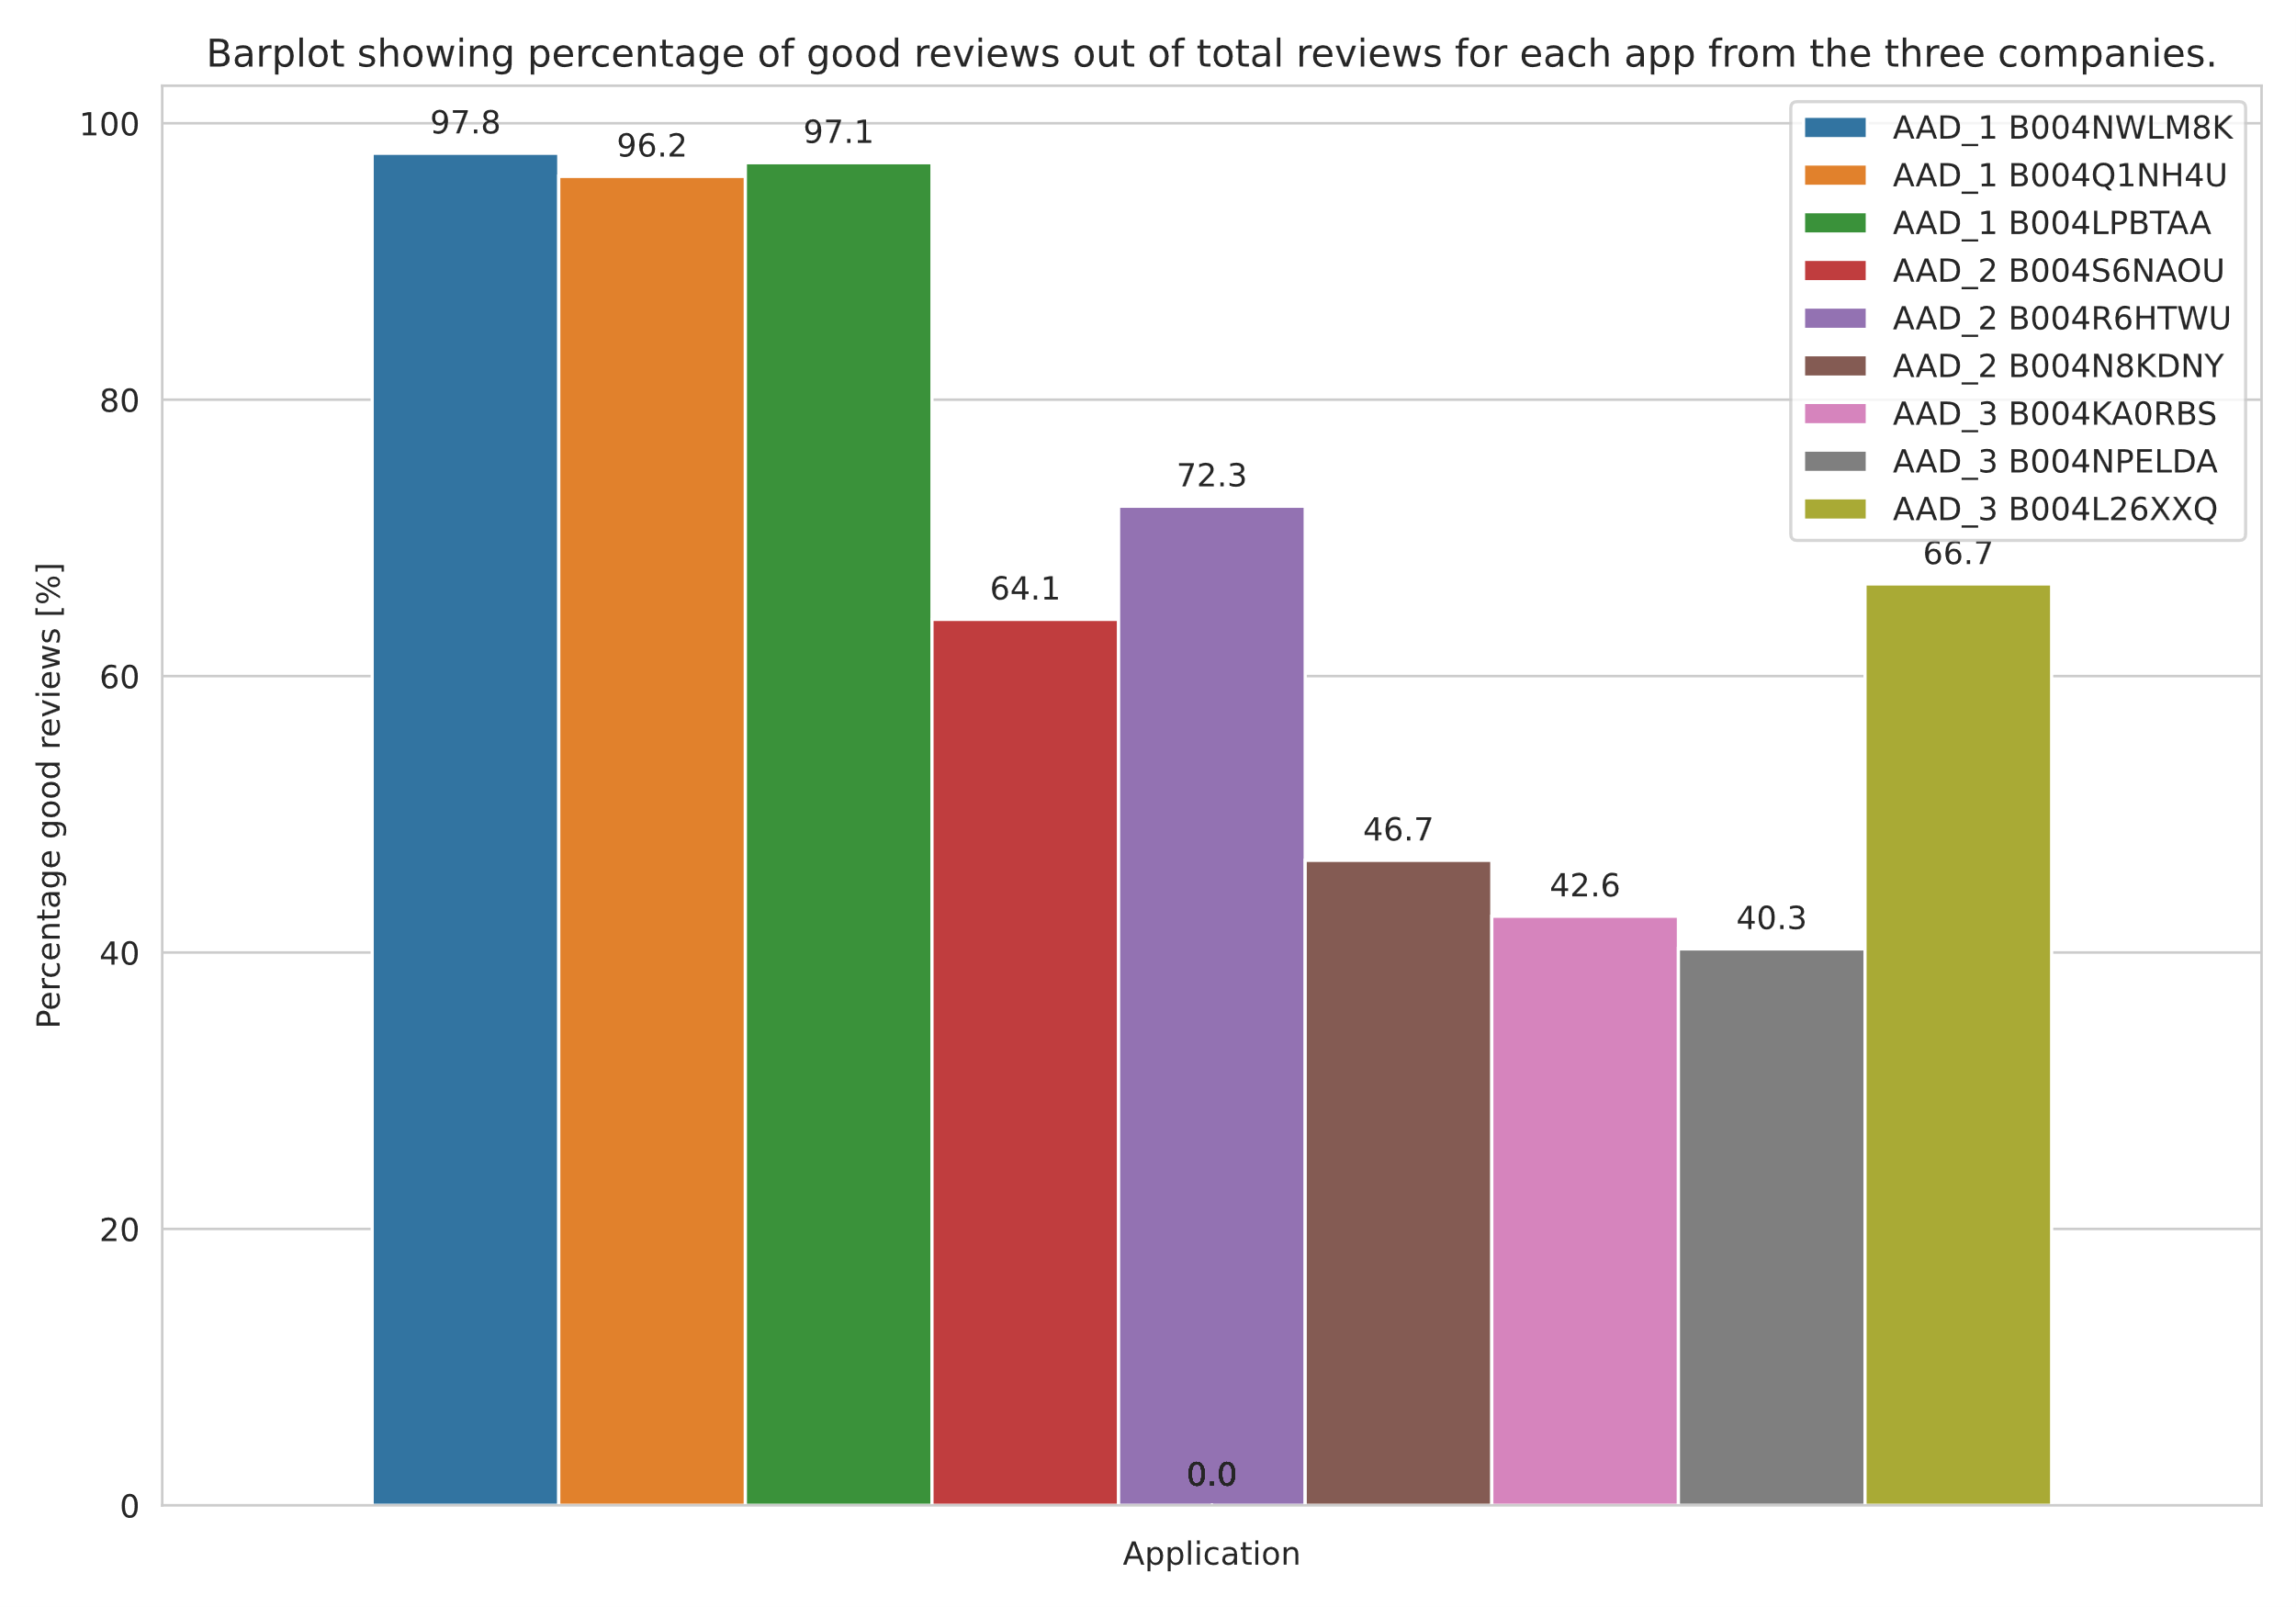 Barplot showing percentage of good reviews out of total reviews for each app from the three companies.
Percentage good reviews [%]
100
80
60
40
20
0
97.8
96.2
97.1
64.1
72.3
46.7
42.6
40.3
66.7
0.0
AAD_1 B004NWLM8K
AAD_1 B004Q1NH4U
AAD_1 B004LPBTAA
AAD_2 B004S6NAOU
AAD_2 B004R6HTWU
AAD_2 B004N8KDNY
AAD_3 B004KA0RBS
AAD_3 B004NPELDA
AAD_3 B004L26XXQ
Application